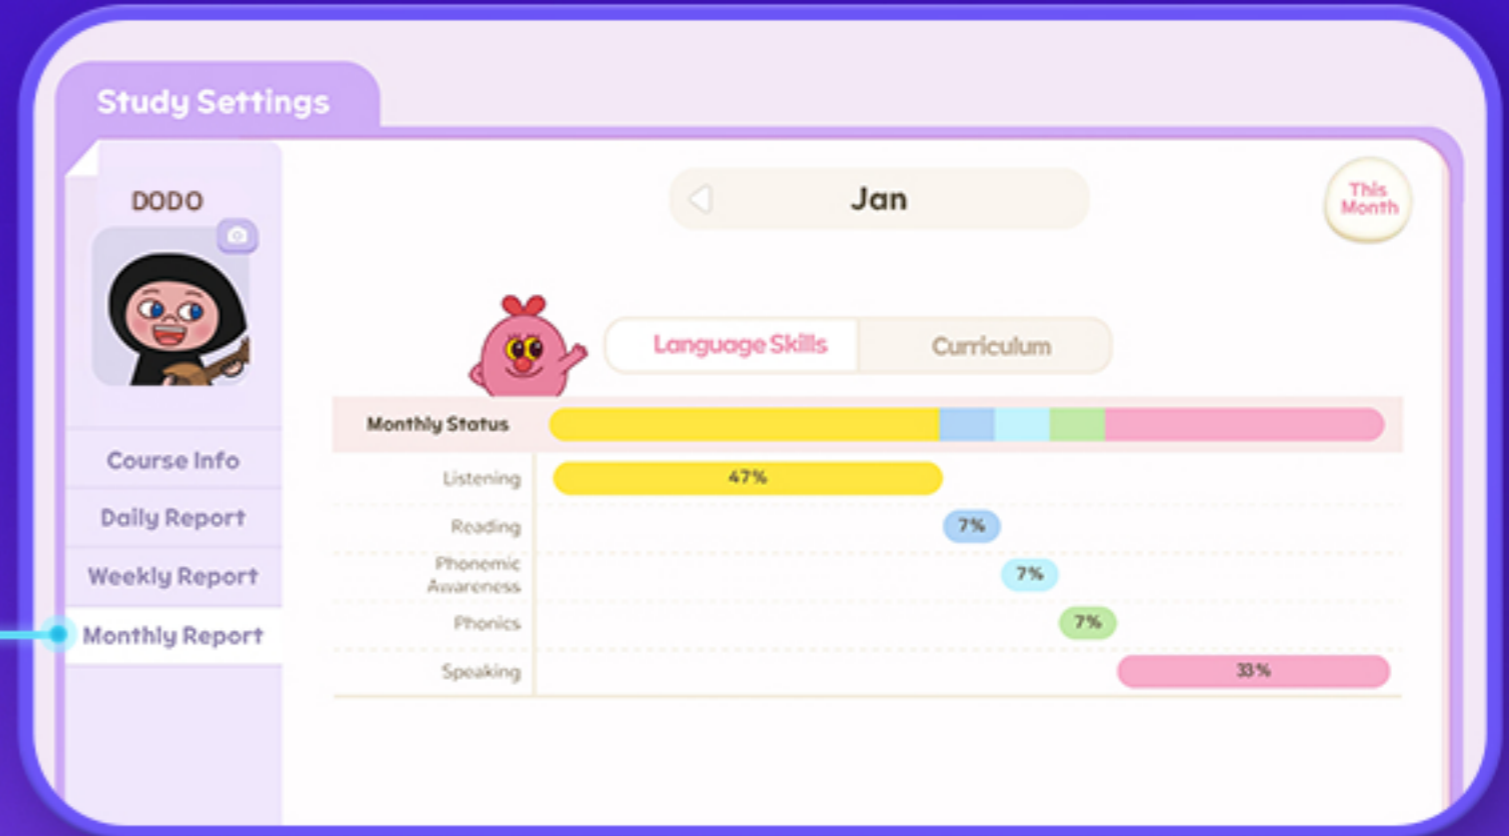 Study Settings
DODO
Course Info
Daily Report
Weekly Report
Monthly Report
Jan
This
Month
Language Skills
Curriculum
Monthly Status
Listening
47%
Reading
7%
Phonemic
Awareness
7%
Phonics
7%
Speaking
33%